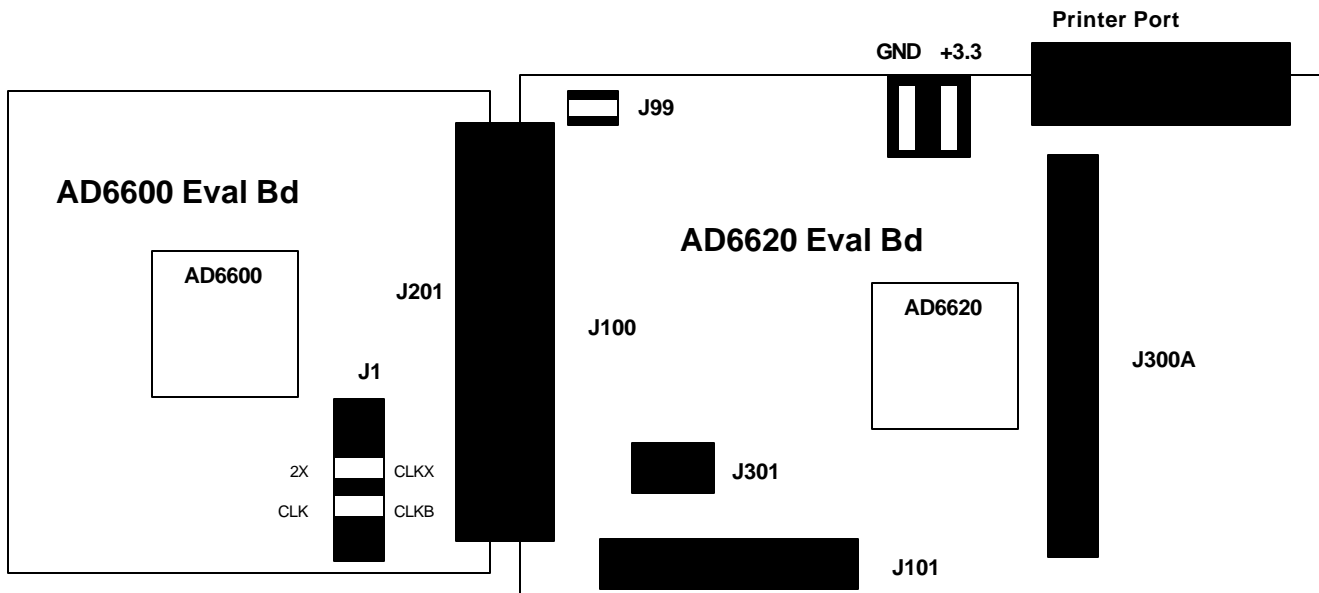 Printer Port
GND +3.3
J99
AD6600 Eval Bd
AD6620 Eval Bd
AD6600
J201
AD6620
J100
J300A
J1
2X CLKX
J301
CLK CLKB
J101